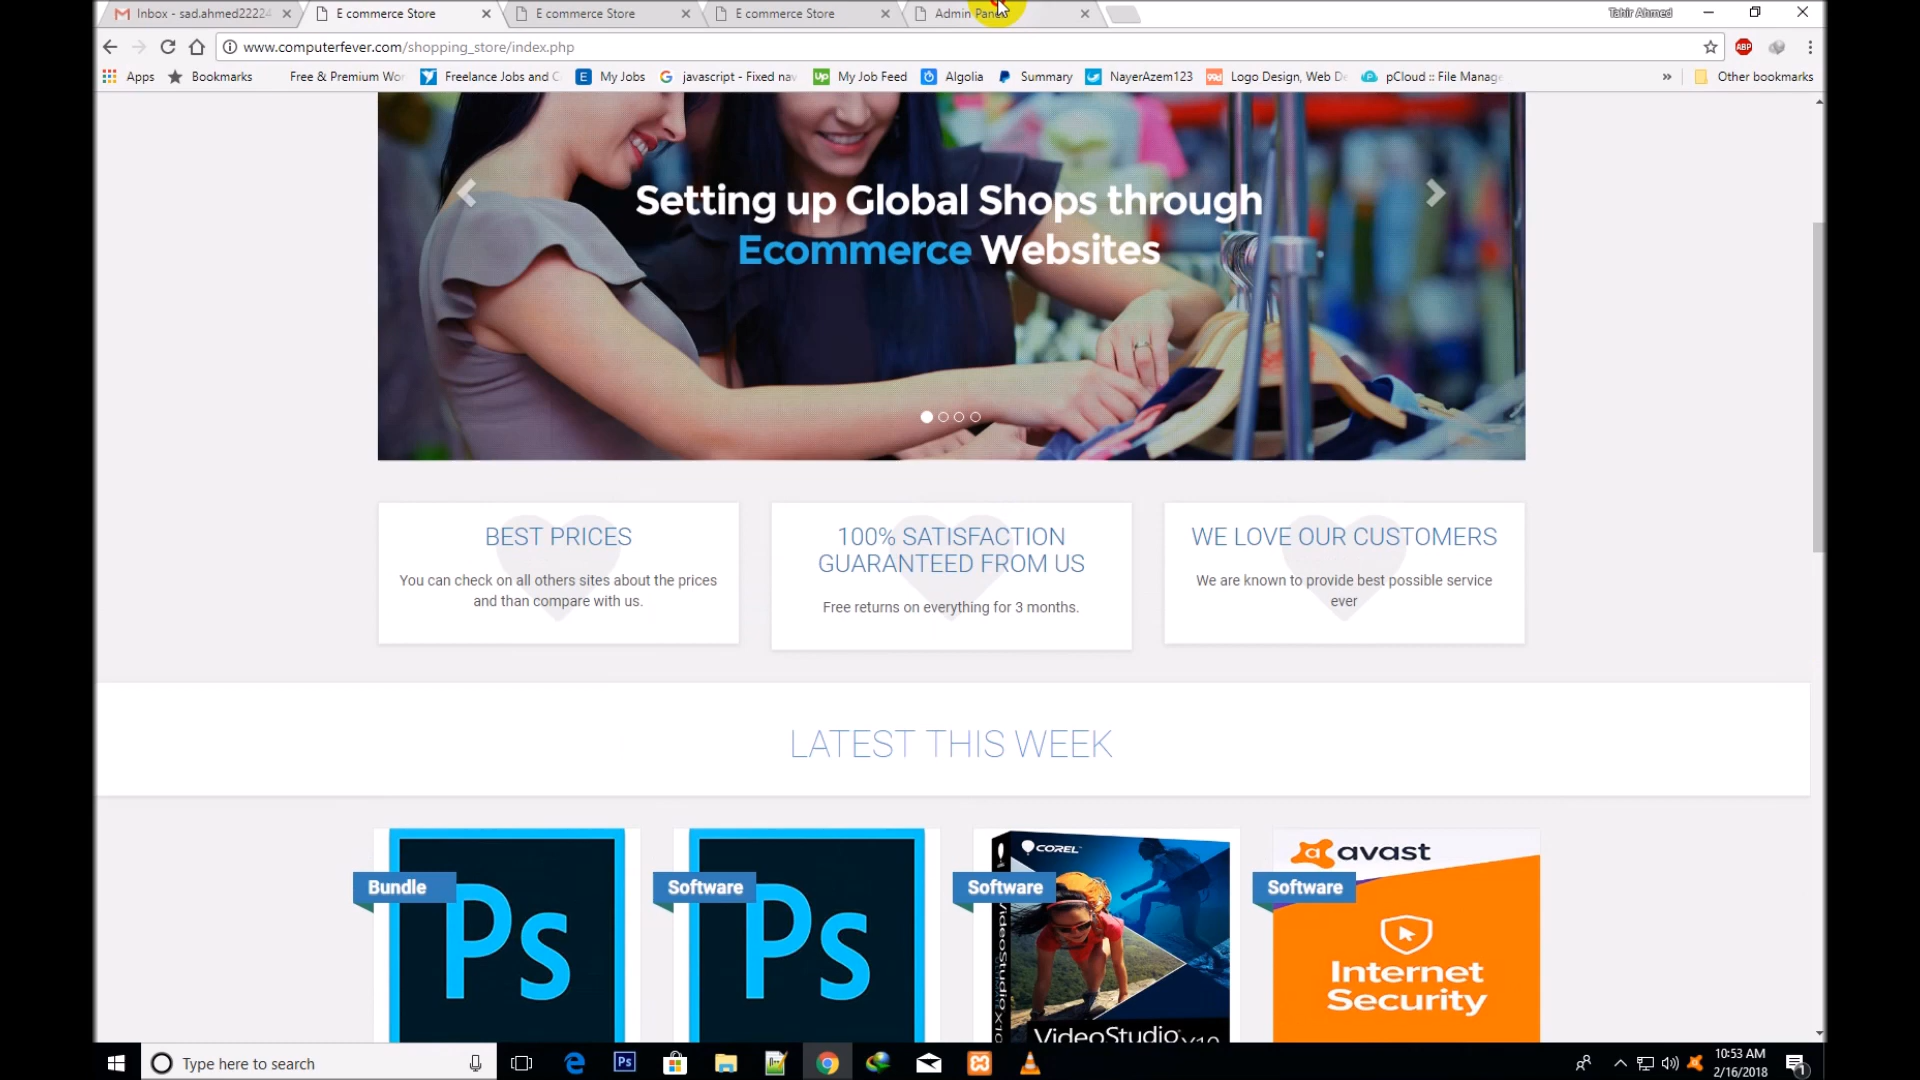 Inbox - sad.ahmed22224
E commerce Store
E commerce Store
E commerce Store
Admin Panel
Tahir Ahmed
www.computerfever.com/shopping_store/index.php
ABP
Apps
Bookmarks
Free & Premium Wor
Freelance Jobs and C
My Jobs
javascript - Fixed nav
My Job Feed
Algolia
Summary
NayerAzem123
Logo Design, Web De
pCloud :: File Manage
»
Other bookmarks
Setting up Global Shops through
Ecommerce Websites
BEST PRICES
You can check on all others sites about the prices
and than compare with us.
100% SATISFACTION
GUARANTEED FROM US
Free returns on everything for 3 months.
WE LOVE OUR CUSTOMERS
We are known to provide best possible service
ever
LATEST THIS WEEK
Bundle
Ps
Software
Ps
Software
COREL
VideoStudio X10
Software
avast
Internet
Security
Type here to search
10:53 AM
2/16/2018